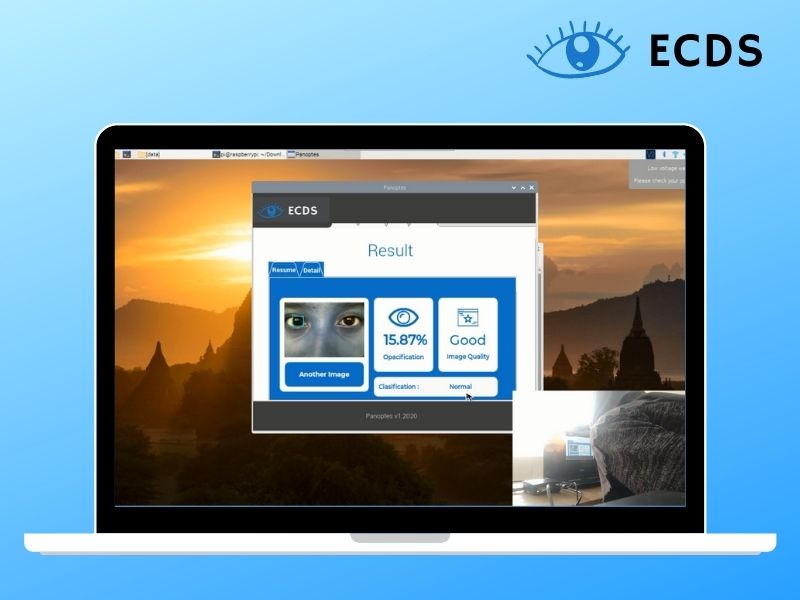 ECDS
[data]
pi@raspberrypi: ~/Downl...
Panoptes
Low voltage wa
Please check your po
Panoptes
ECDS
Result
Resume
Detail
15.87%
Opacification
Good
Image Quality
Another Image
Clasification :
Normal
Panoptes v1.2020